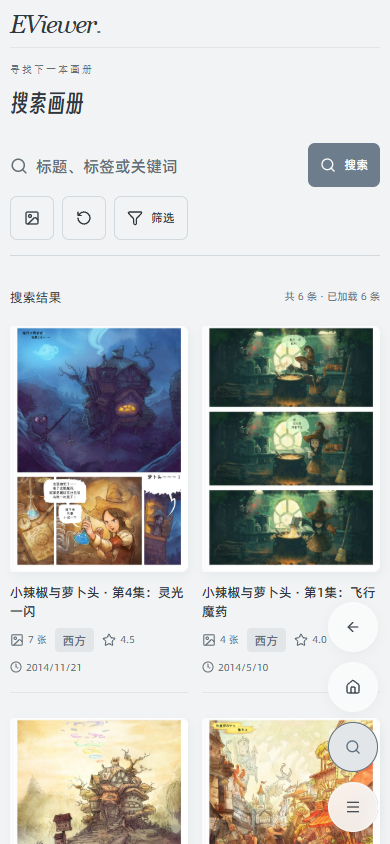 EViewer.
寻找下一本画册
搜索画册
标题、标签或关键词
搜索
筛选
搜索结果
共 6 条 · 已加载 6 条
小辣椒与萝卜头 · 第4集：灵光一闪
7 张
西方
4.5
2014/11/21
小辣椒与萝卜头 · 第1集：飞行魔药
4 张
西方
4.0
2014/5/10